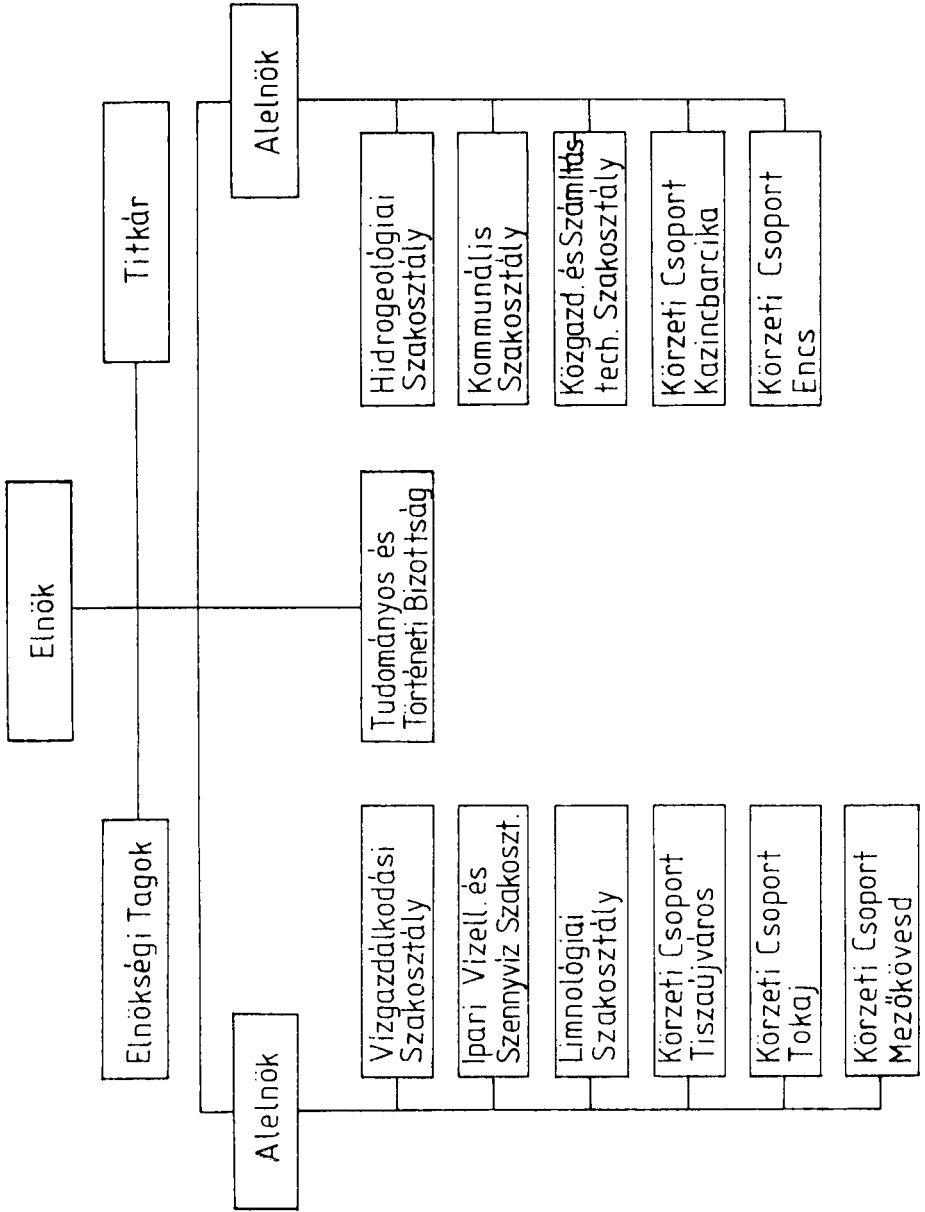 Elnök
Elnökségi Tagok
Titkár
Alelnök
Alelnök
Vízgazdálkodási
Szakosztály
Ipari Vízell. és
Szennyvíz Szakoszt.
Limnológiai
Szakosztály
Körzeti Csoport
Tiszaújváros
Körzeti Csoport
Tokaj
Körzeti Csoport
Mezőkövesd
Tudományos és
Történeti Bizottság
Hidrogeológiai
Szakosztály
Kommunális
Szakosztály
Közgazd. és Számítás-
tech. Szakosztály
Körzeti Csoport
Kazincbarcika
Körzeti Csoport
Encs